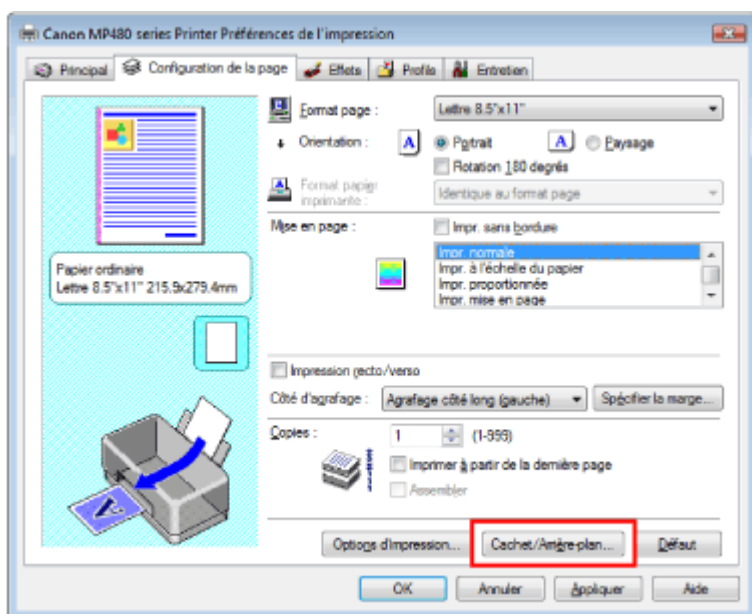 Canon MP480 series Printer Préférences de l'impression
Principal Configuration de la page Effets Profils Entretien
Format page : Lettre 8.5"x11"
Orientation : A Portrait A Paysage
Rotation 180 degrés
Format papier imprimante : Identique au format page
Mise en page : Impr. sans bordure
Impr. normale
Impr. à l'échelle du papier
Impr. proportionnée
Impr. mise en page
Papier ordinaire
Lettre 8.5"x11" 215.9x279.4mm
Impression recto/verso
Côté d'agrafage : Agrafage côté long (gauche) Spécifier la marge...
Copies : 1 (1-999)
Imprimer à partir de la dernière page
Assembler
Options d'impression... Cachet/Arrière-plan... Défaut
OK Annuler Appliquer Aide